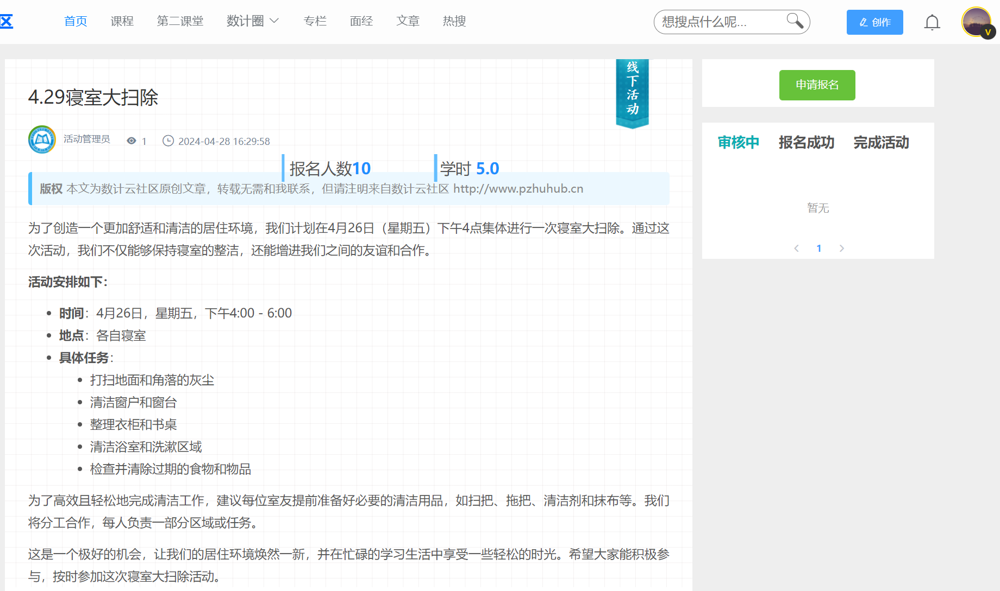 区
首页 课程 第二课堂 数计圈 专栏 面经 文章 热搜
想搜点什么呢...
创作
V
线下活动
4.29寝室大扫除
活动管理员 1 2024-04-28 16:29:58
报名人数10 学时 5.0
版权 本文为数计云社区原创文章，转载无需和我联系，但请注明来自数计云社区 http://www.pzhuhub.cn
为了创造一个更加舒适和清洁的居住环境，我们计划在4月26日（星期五）下午4点集体进行一次寝室大扫除。通过这
次活动，我们不仅能够保持寝室的整洁，还能增进我们之间的友谊和合作。
活动安排如下：
时间：4月26日，星期五，下午4:00 - 6:00
地点：各自寝室
具体任务：
打扫地面和角落的灰尘
清洁窗户和窗台
整理衣柜和书桌
清洁浴室和洗漱区域
检查并清除过期的食物和物品
为了高效且轻松地完成清洁工作，建议每位室友提前准备好必要的清洁用品，如扫把、拖把、清洁剂和抹布等。我们
将分工合作，每人负责一部分区域或任务。
这是一个极好的机会，让我们的居住环境焕然一新，并在忙碌的学习生活中享受一些轻松的时光。希望大家能积极参
与，按时参加这次寝室大扫除活动。
申请报名
审核中 报名成功 完成活动
暂无
1